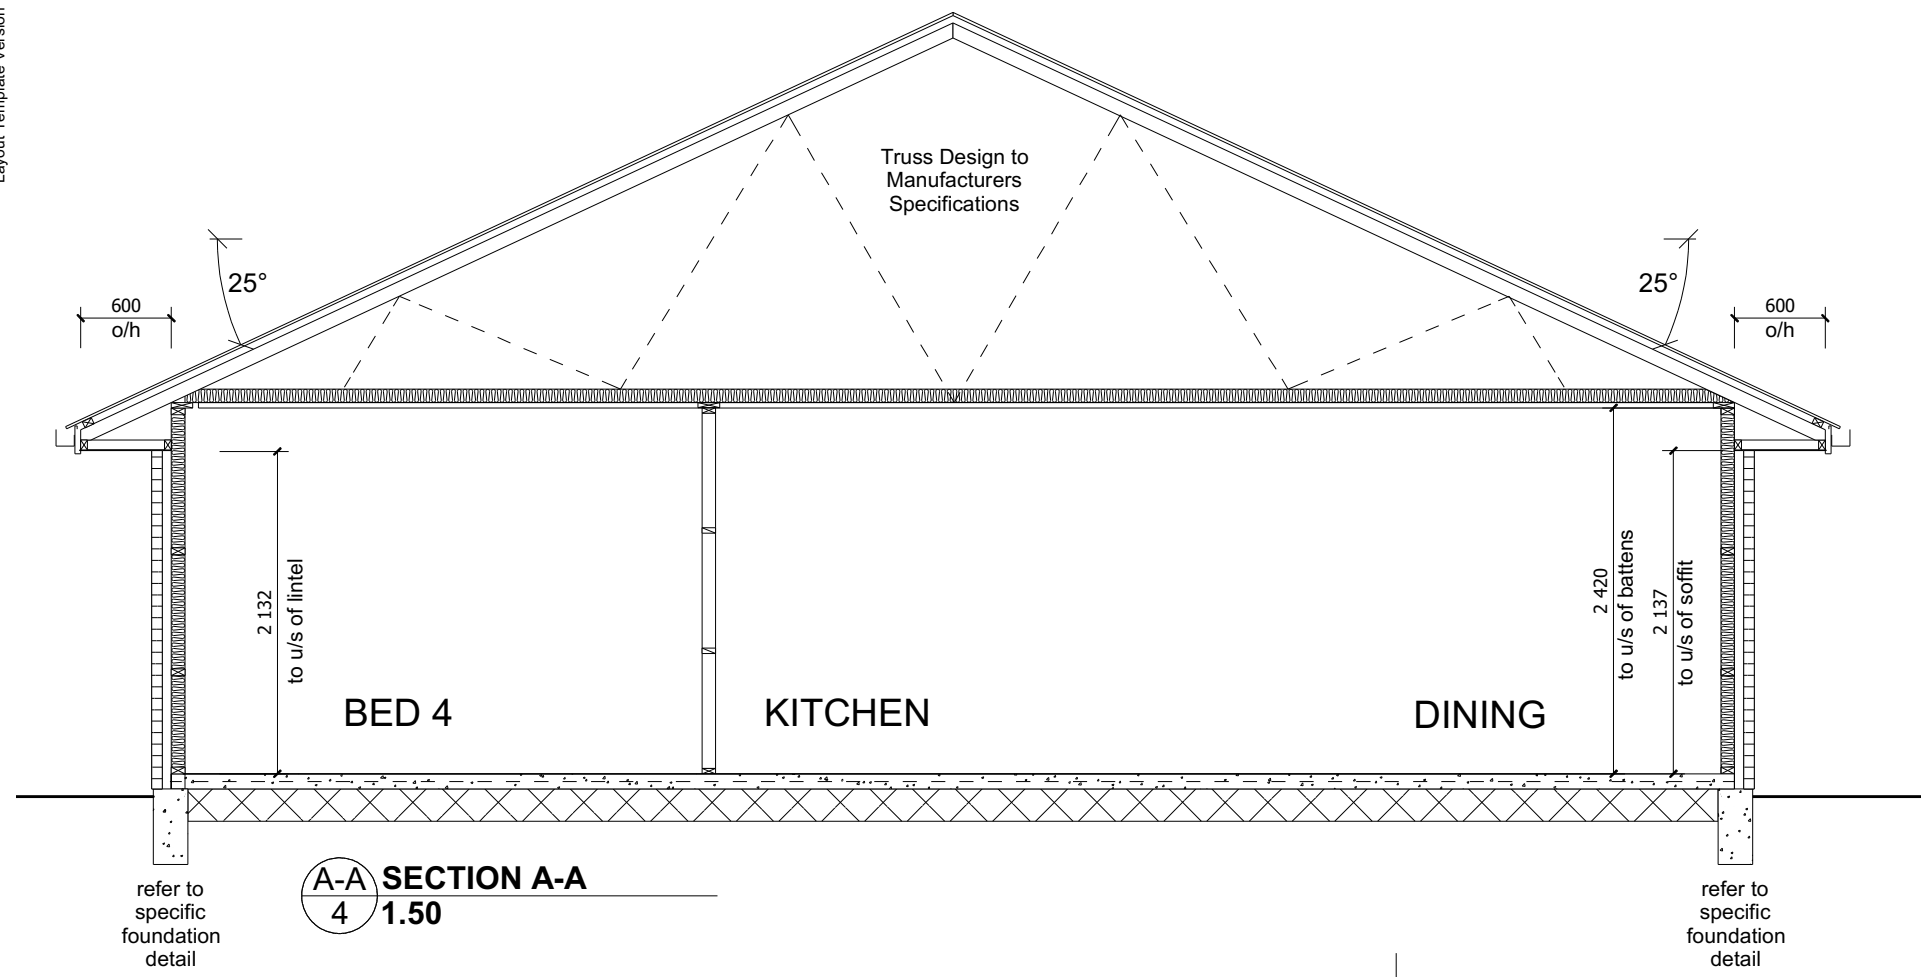 Layout Template Version
Truss Design to
Manufacturers
Specifications
25°
25°
600
o/h
600
o/h
2 132
to u/s of lintel
2 420
to u/s of battens
2 137
to u/s of soffit
BED 4
KITCHEN
DINING
A-A SECTION A-A
4 1.50
refer to
specific
foundation
detail
refer to
specific
foundation
detail